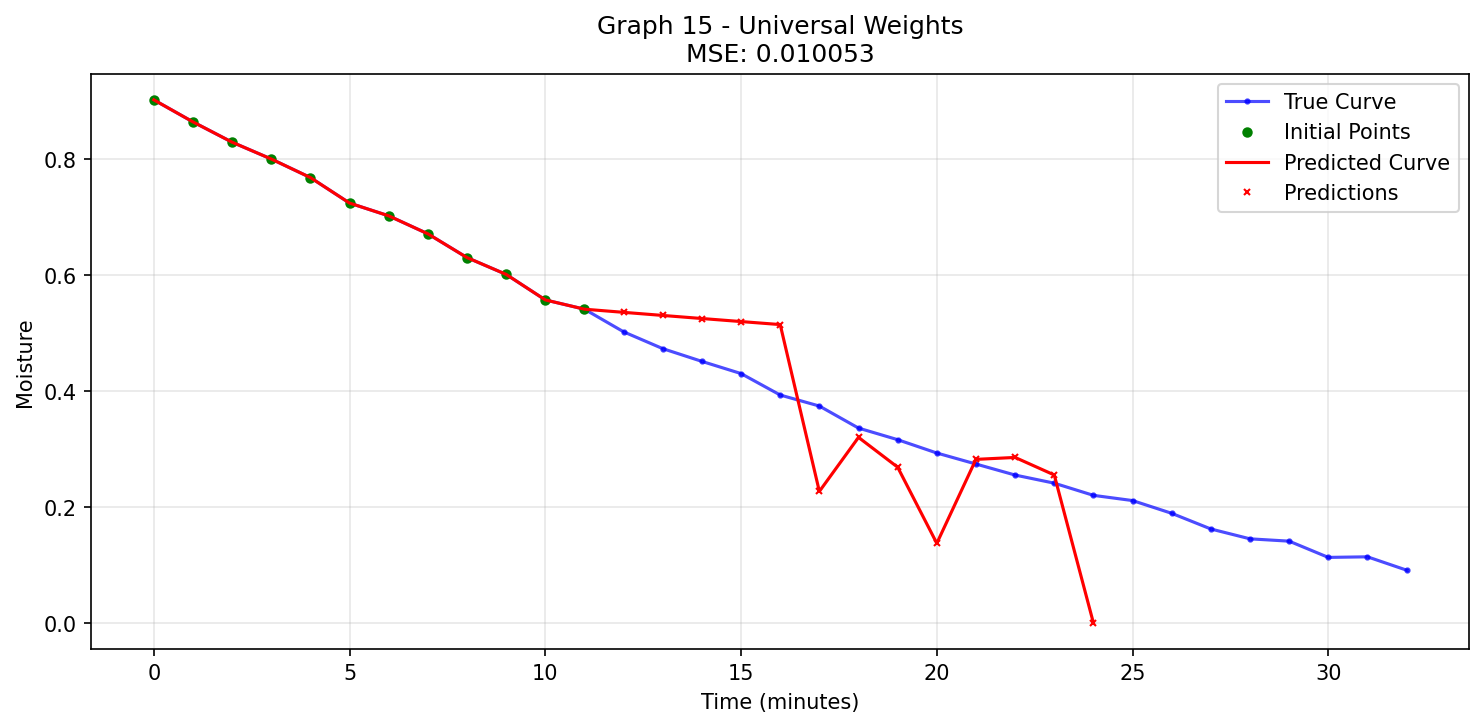 Graph 15 - Universal Weights
MSE: 0.010053
True Curve
Initial Points
Predicted Curve
Predictions
Moisture
0.8
0.6
0.4
0.2
0.0
0 5 10 15 20 25 30
Time (minutes)